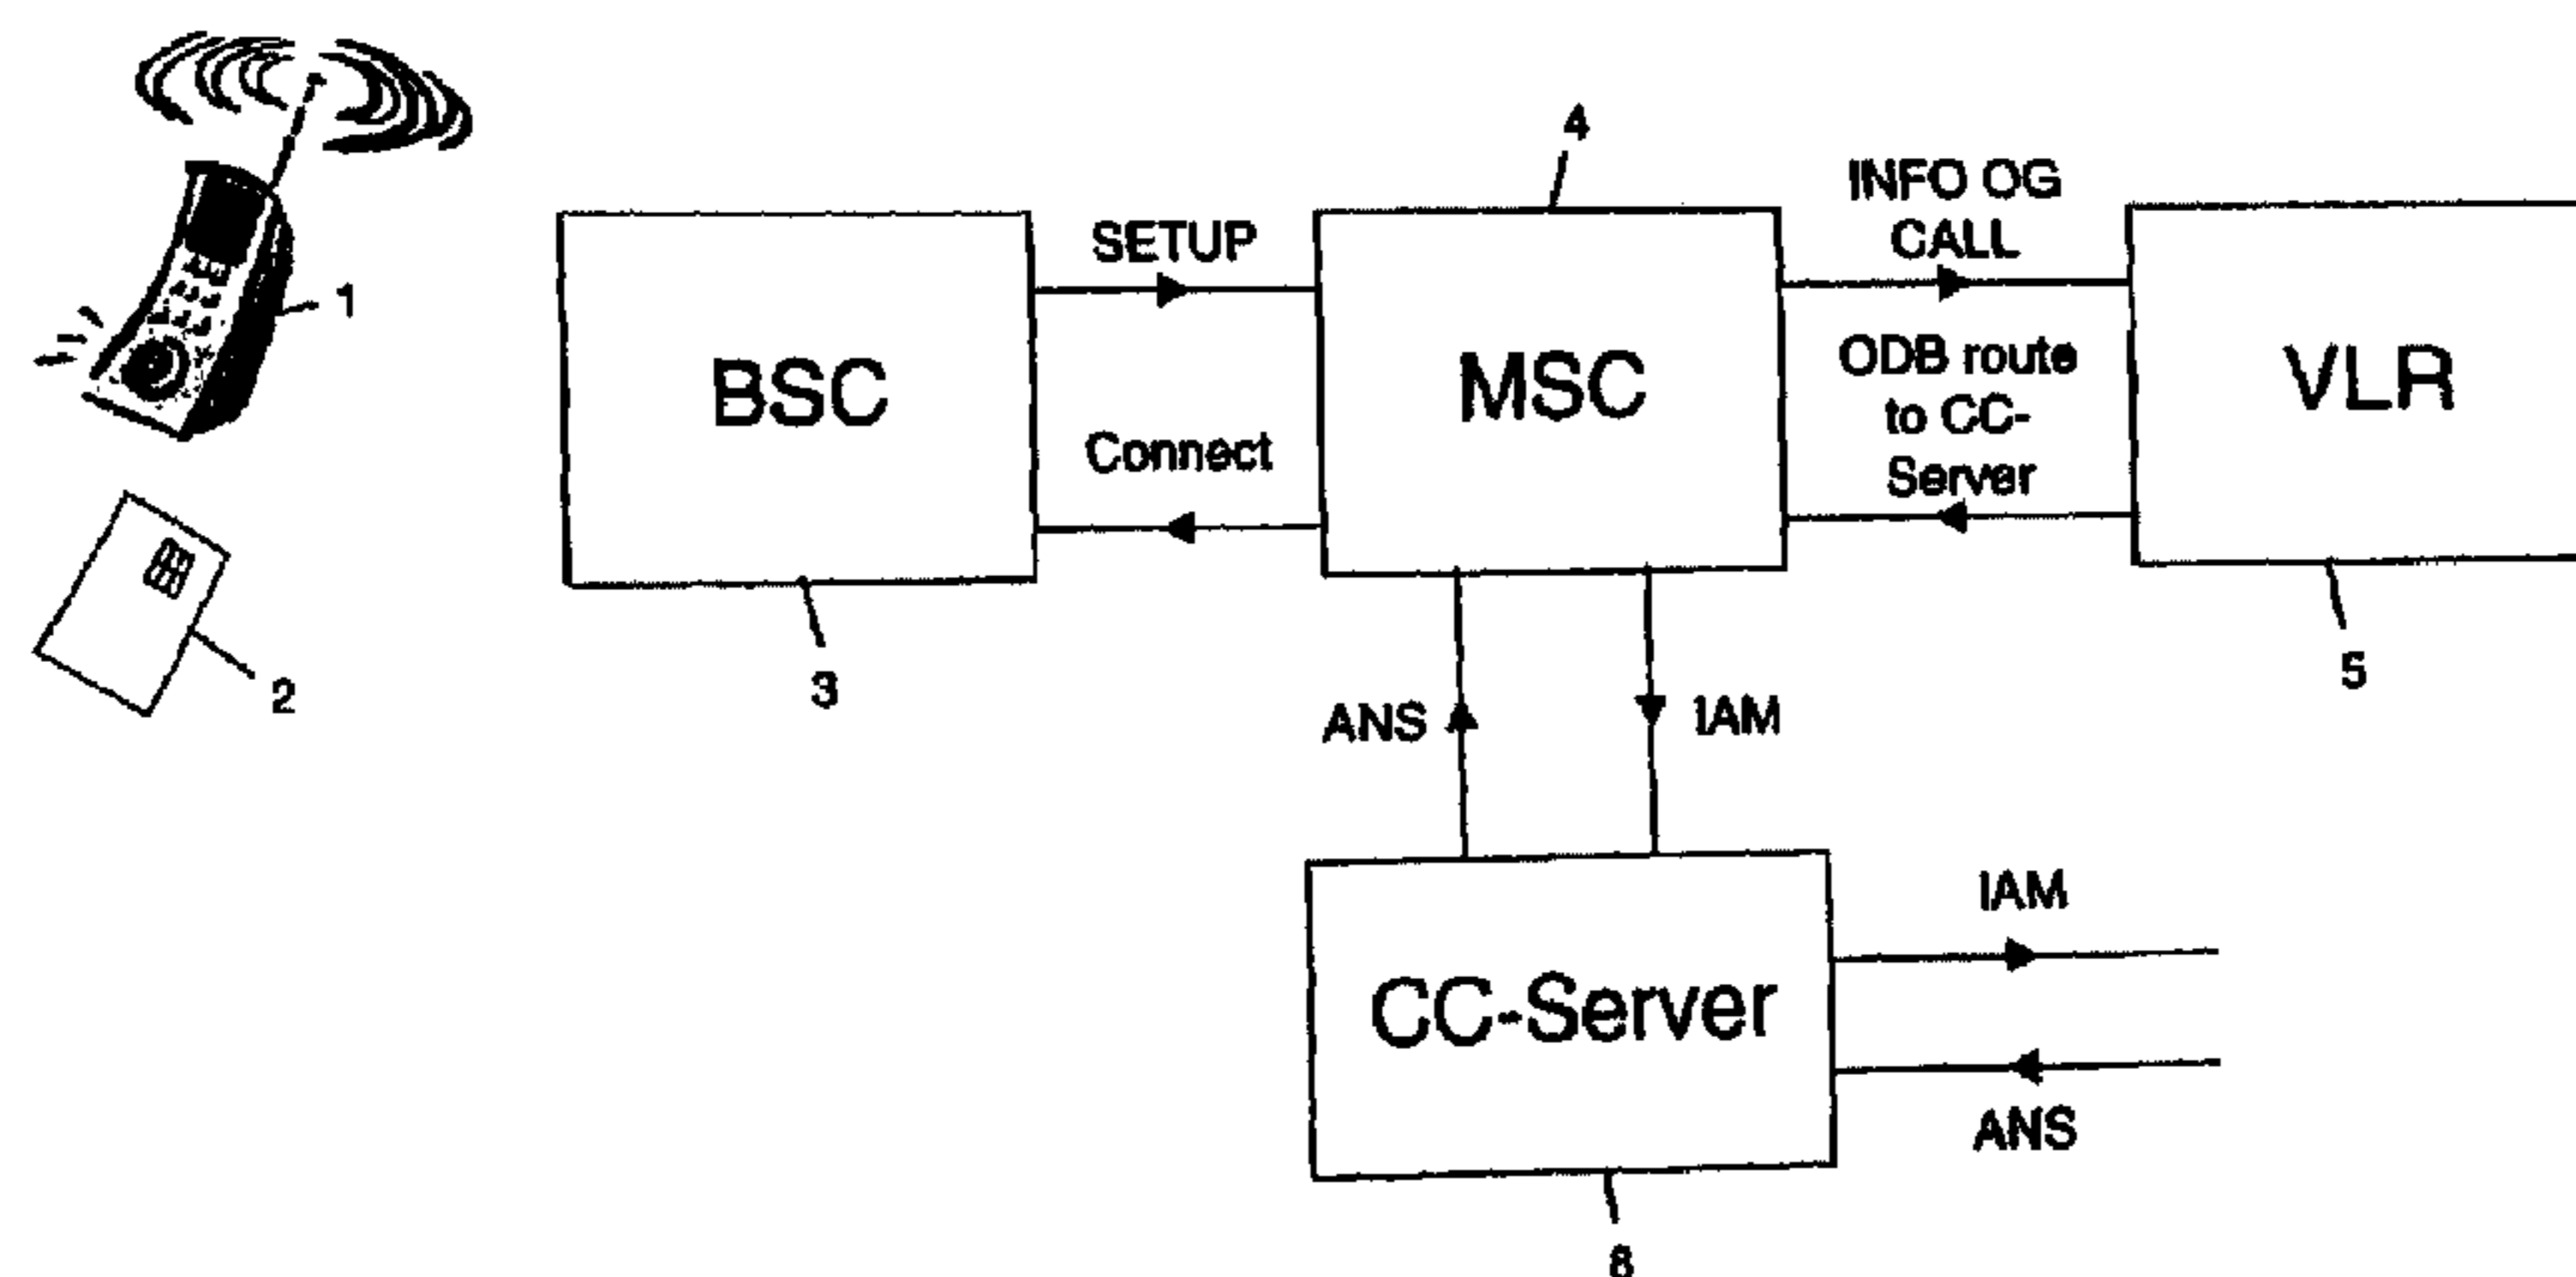 4
INFO OG
CALL
SETUP
1
ODB route
to CC-
Server
BSC
MSC
VLR
Connect
2
3
5
ANS
IAM
IAM
CC-Server
ANS
8